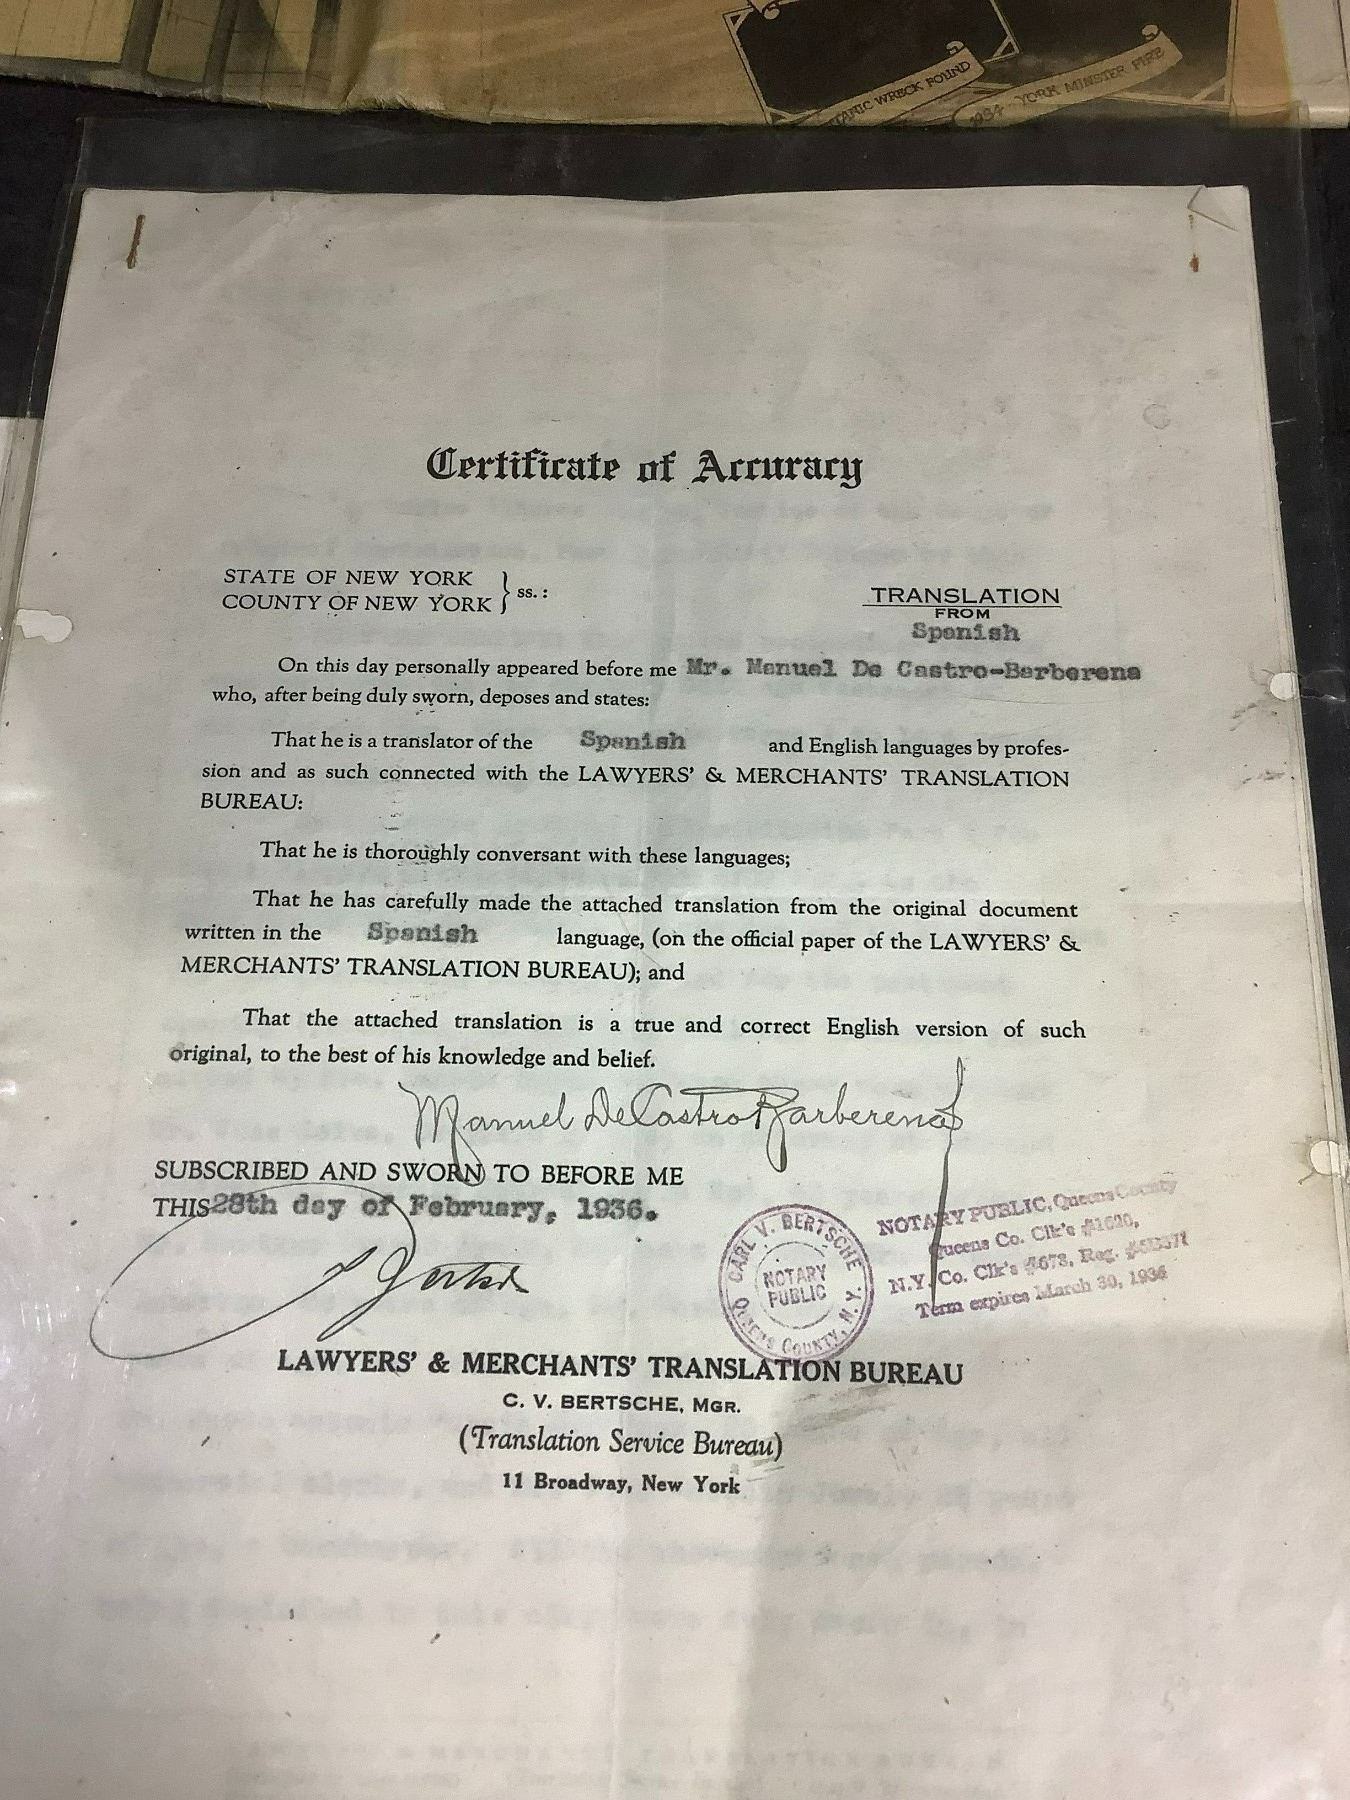 TANIC WRECK FOUND
1984 YORK MINSTER FIRE
Certificate of Accuracy
STATE OF NEW YORK
COUNTY OF NEW YORK } ss.:
TRANSLATION
FROM
Spanish
On this day personally appeared before me Mr. Manuel De Castro-Barberena
who, after being duly sworn, deposes and states:
That he is a translator of the Spanish and English languages by profes-
sion and as such connected with the LAWYERS' & MERCHANTS' TRANSLATION
BUREAU:
That he is thoroughly conversant with these languages;
That he has carefully made the attached translation from the original document
written in the Spanish language, (on the official paper of the LAWYERS' &
MERCHANTS' TRANSLATION BUREAU); and
That the attached translation is a true and correct English version of such
original, to the best of his knowledge and belief.
Manuel De Castro Barberena
SUBSCRIBED AND SWORN TO BEFORE ME
THIS 28th day of February, 1936.
CARL V. BERTSCHE
NOTARY
PUBLIC
QUEENS COUNTY, N.Y.
NOTARY PUBLIC, Queens County
Queens Co. Clk's #1620,
N.Y. Co. Clk's #678, Reg.
Term expires March 30, 1936
LAWYERS' & MERCHANTS' TRANSLATION BUREAU
C. V. BERTSCHE, MGR.
(Translation Service Bureau)
11 Broadway, New York